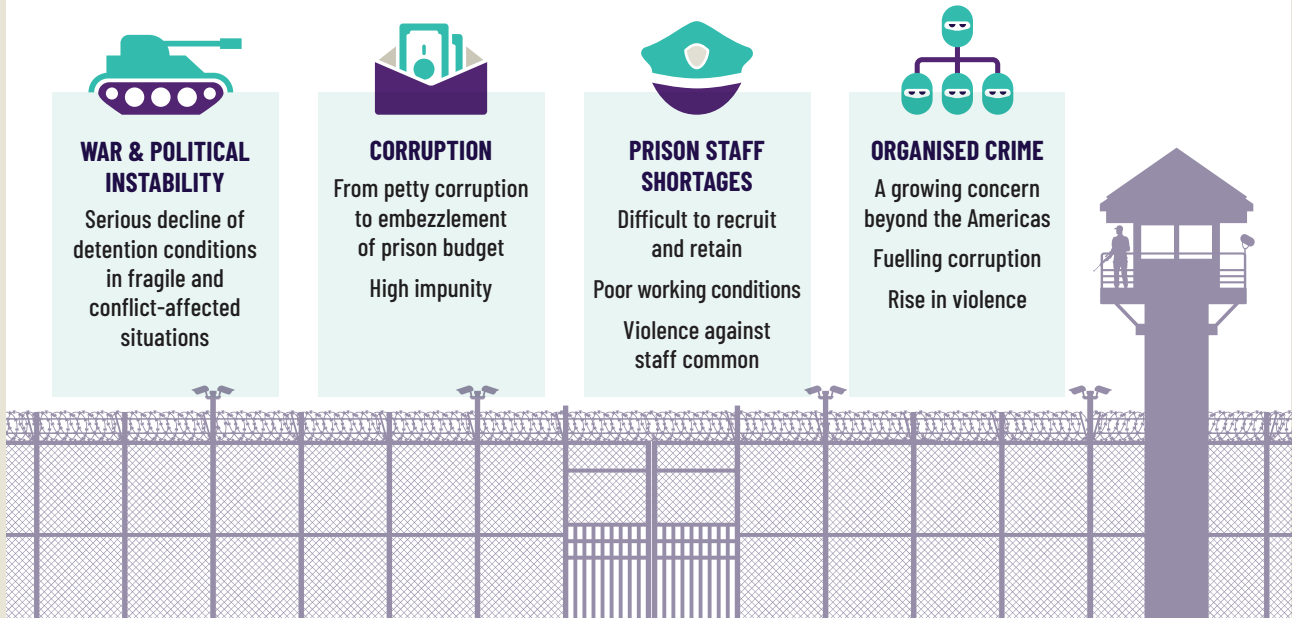 WAR & POLITICAL
INSTABILITY
Serious decline of
detention conditions
in fragile and
conflict-affected
situations
CORRUPTION
From petty corruption
to embezzlement
of prison budget
High impunity
PRISON STAFF
SHORTAGES
Difficult to recruit
and retain
Poor working conditions
Violence against
staff common
ORGANISED CRIME
A growing concern
beyond the Americas
Fuelling corruption
Rise in violence